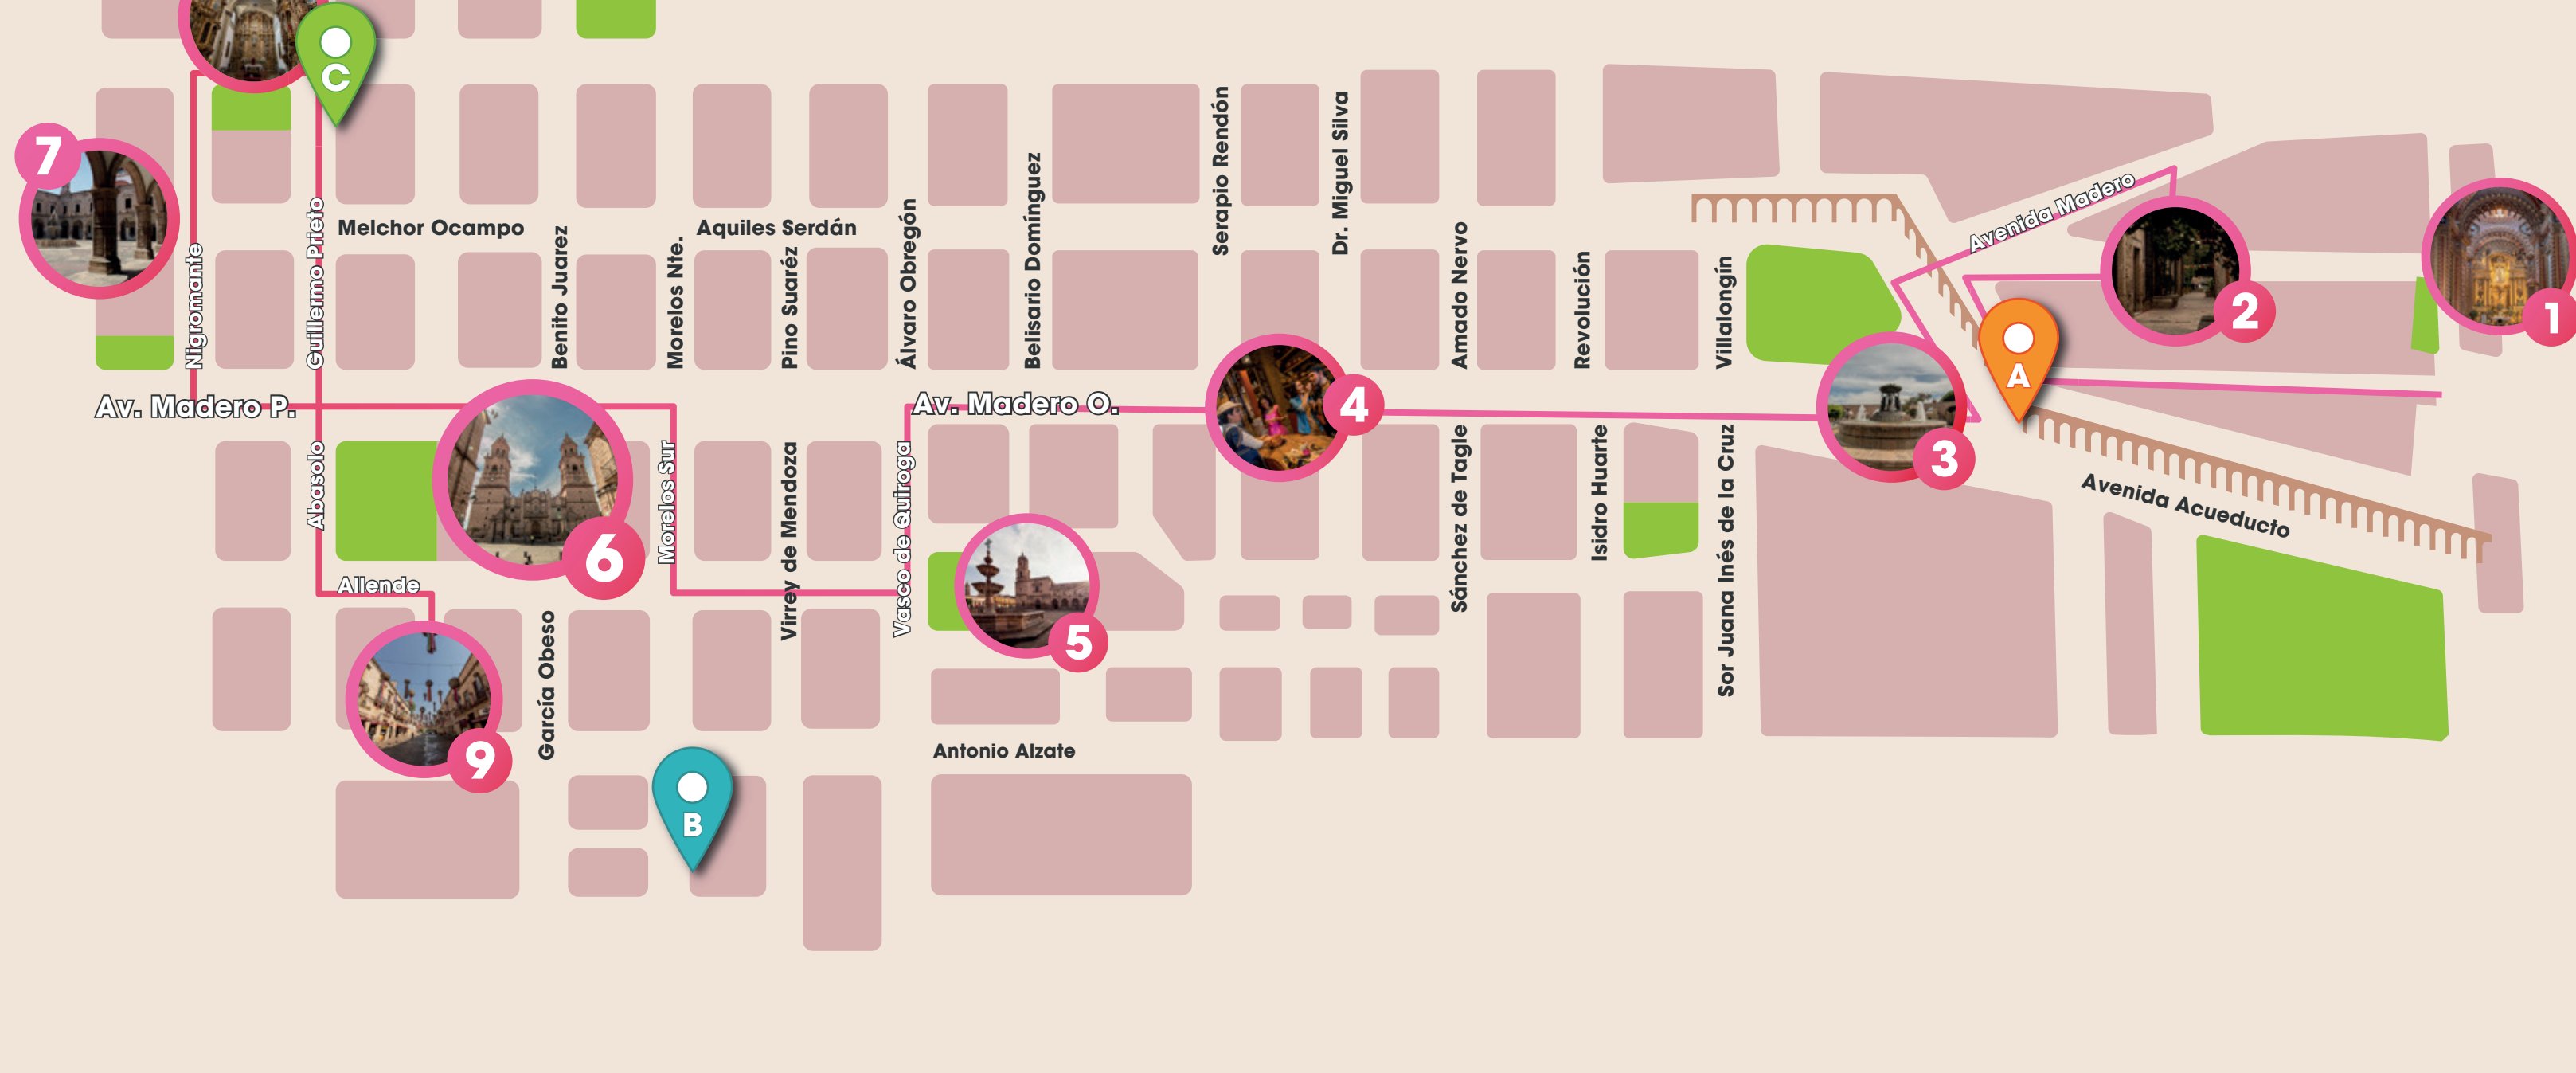 C
7
Nigromante
Guillermo Prieto
Melchor Ocampo
Benito Juarez
Morelos Nte.
Aquiles Serdán
Pino Suaréz
Álvaro Obregón
Belisario Domínguez
Serapio Rendón
Dr. Miguel Silva
Amado Nervo
Revolución
Villalongín
Avenida Madero
2
1
A
Av. Madero P.
Av. Madero O.
4
3
Abasolo
6
Morelos Sur
Virrey de Mendoza
Vasco de Quiroga
5
Sánchez de Tagle
Isidro Huarte
Sor Juana Inés de la Cruz
Avenida Acueducto
Allende
9
García Obeso
B
Antonio Alzate